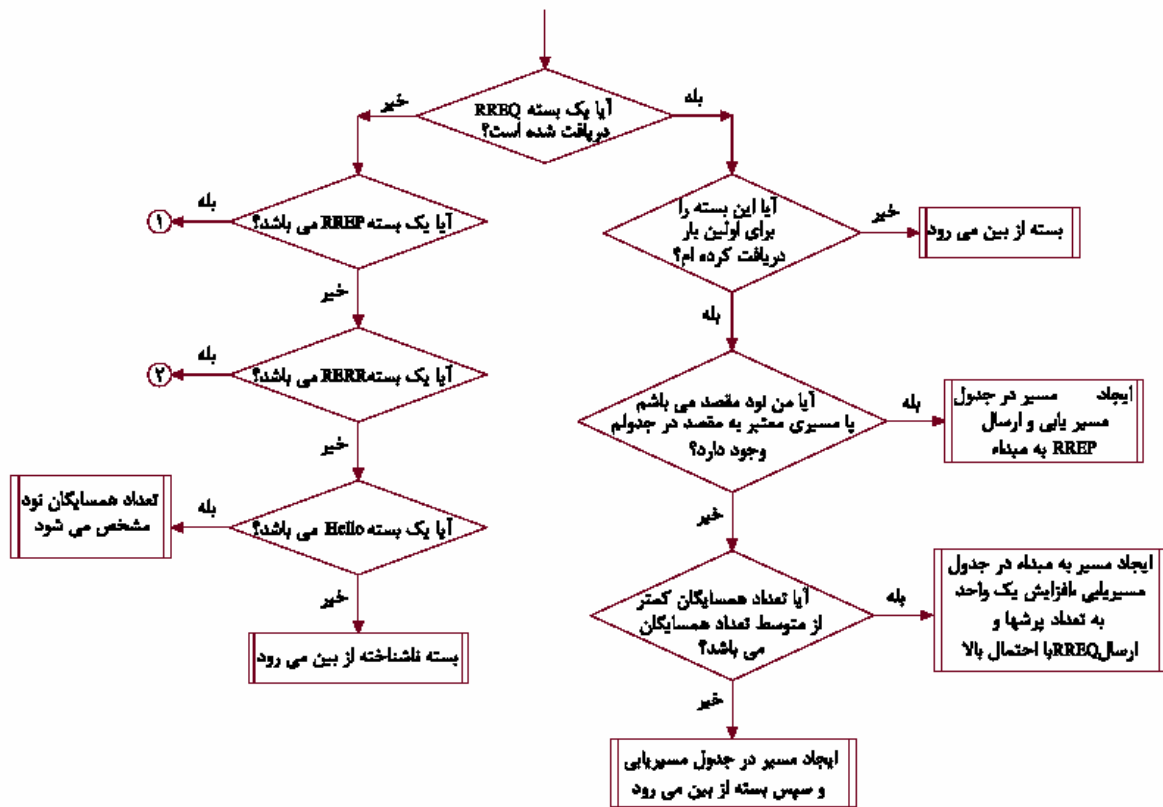 آیا یک بسته RREQ
دریافت شده است؟
خیر
بله
آیا یک بسته RREP می باشد؟
بله
۱
خیر
آیا این بسته را
برای اولین بار
دریافت کرده ام؟
خیر
بسته از بین می رود
بله
آیا یک بسته RERR می باشد؟
بله
۲
خیر
آیا من نود مقصد می باشم
یا مسیری معتبر به مقصد در جدولم
وجود دارد؟
بله
ایجاد مسیر در جدول
مسیر یابی و ارسال
RREP به مبداء
خیر
آیا یک بسته Hello می باشد؟
بله
تعداد همسایگان نود
مشخص می شود
خیر
بسته ناشناخته از بین می رود
آیا تعداد همسایگان کمتر
از متوسط تعداد همسایگان
می باشد؟
بله
ایجاد مسیر به مبداء در جدول
مسیریابی ،افزایش یک واحد
به تعداد پرشها و
ارسال RREQ با احتمال بالا
خیر
ایجاد مسیر در جدول مسیریابی
و سپس بسته از بین می رود